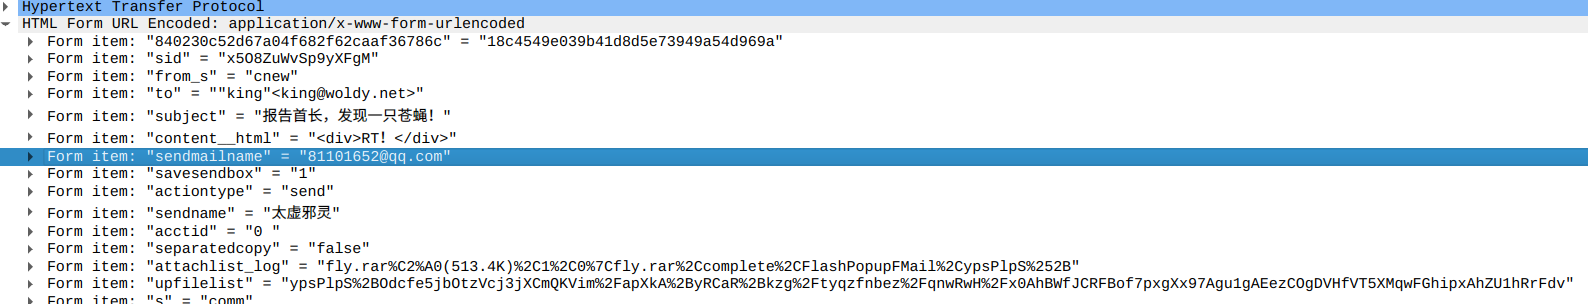 Hypertext Transfer Protocol
HTML Form URL Encoded: application/x-www-form-urlencoded
Form item: "840230c52d67a04f682f62caaf36786c" = "18c4549e039b41d8d5e73949a54d969a"
Form item: "sid" = "x5O8ZuWvSp9yXFgM"
Form item: "from_s" = "cnew"
Form item: "to" = ""king"<king@woldy.net>"
Form item: "subject" = "报告首长，发现一只苍蝇！"
Form item: "content__html" = "<div>RT！</div>"
Form item: "sendmailname" = "81101652@qq.com"
Form item: "savesendbox" = "1"
Form item: "actiontype" = "send"
Form item: "sendname" = "太虚邪灵"
Form item: "acctid" = "0 "
Form item: "separatedcopy" = "false"
Form item: "attachlist_log" = "fly.rar%C2%A0(513.4K)%2C1%2C0%7Cfly.rar%2Ccomplete%2CFlashPopupFMail%2CypsPlpS%252B"
Form item: "upfilelist" = "ypsPlpS%2BOdcfe5jbOtzVcj3jXCmQKVim%2FapXkA%2ByRCaR%2Bkzg%2Ftyqzfnbez%2FqnwRwH%2Fx0AhBWfJCRFBof7pxgXx97Agu1gAEezCOgDVHfVT5XMqwFGhipxAhZU1hRrFdv"
Form item: "s" = "comm"